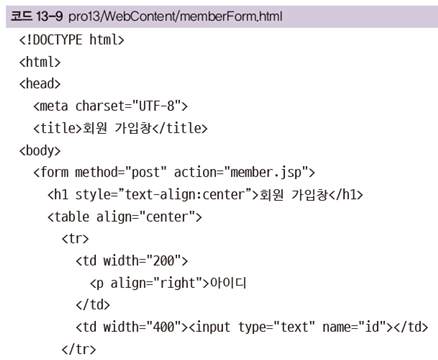 코드 13-9 pro13/WebContent/memberForm.html
<!DOCTYPE html>
<html>
<head>
<meta charset="UTF-8">
<title>회원 가입창</title>
<body>
<form method="post" action="member.jsp">
<h1 style=”text-align:center”>회원 가입창</h1>
<table align="center">
<tr>
<td width="200">
<p align="right">아이디
</td>
<td width="400"><input type="text" name="id"></td>
</tr>